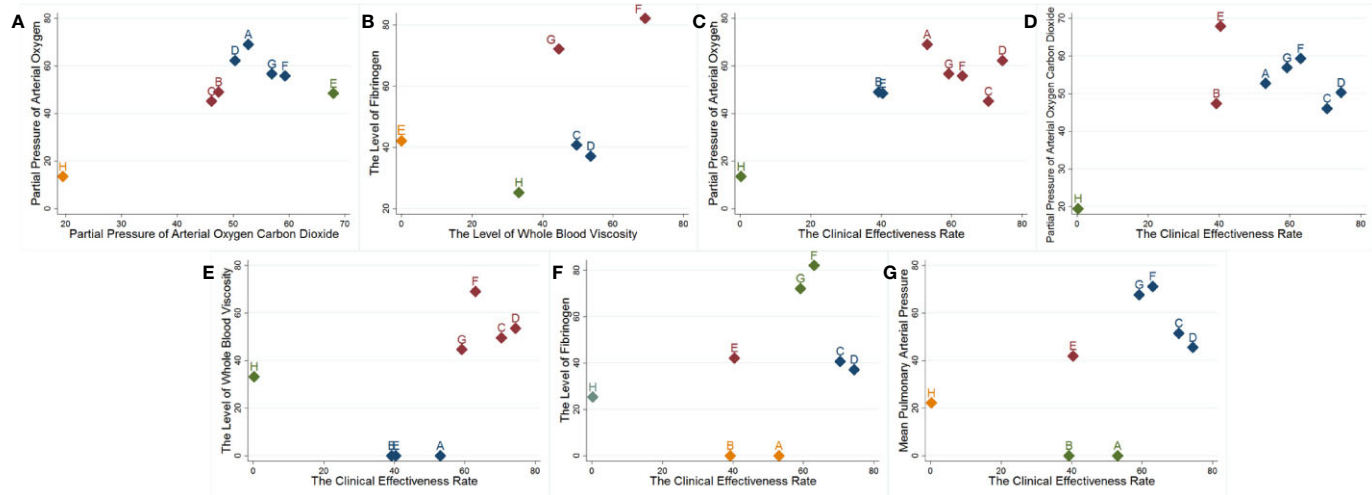 A
Partial Pressure of Arterial Oxygen
80
60
40
20
0
A
D
G
F
B
C
E
H
20
30
40
50
60
70
Partial Pressure of Arterial Oxygen Carbon Dioxide
B
The Level of Fibrinogen
80
60
40
20
F
G
E
C
D
H
0
20
40
60
80
The Level of Whole Blood Viscosity
C
Partial Pressure of Arterial Oxygen
80
60
40
20
0
A
D
G
F
B
E
C
H
0
20
40
60
80
The Clinical Effectiveness Rate
D
Partial Pressure of Arterial Oxygen Carbon Dioxide
70
60
50
40
30
20
E
F
G
A
D
B
C
H
0
20
40
60
80
The Clinical Effectiveness Rate
E
The Level of Whole Blood Viscosity
80
60
40
20
0
F
D
C
G
H
B
E
A
0
20
40
60
80
The Clinical Effectiveness Rate
F
The Level of Fibrinogen
80
60
40
20
0
F
G
E
C
D
H
B
A
0
20
40
60
80
The Clinical Effectiveness Rate
G
Mean Pulmonary Arterial Pressure
80
60
40
20
0
F
G
C
D
E
H
B
A
0
20
40
60
80
The Clinical Effectiveness Rate